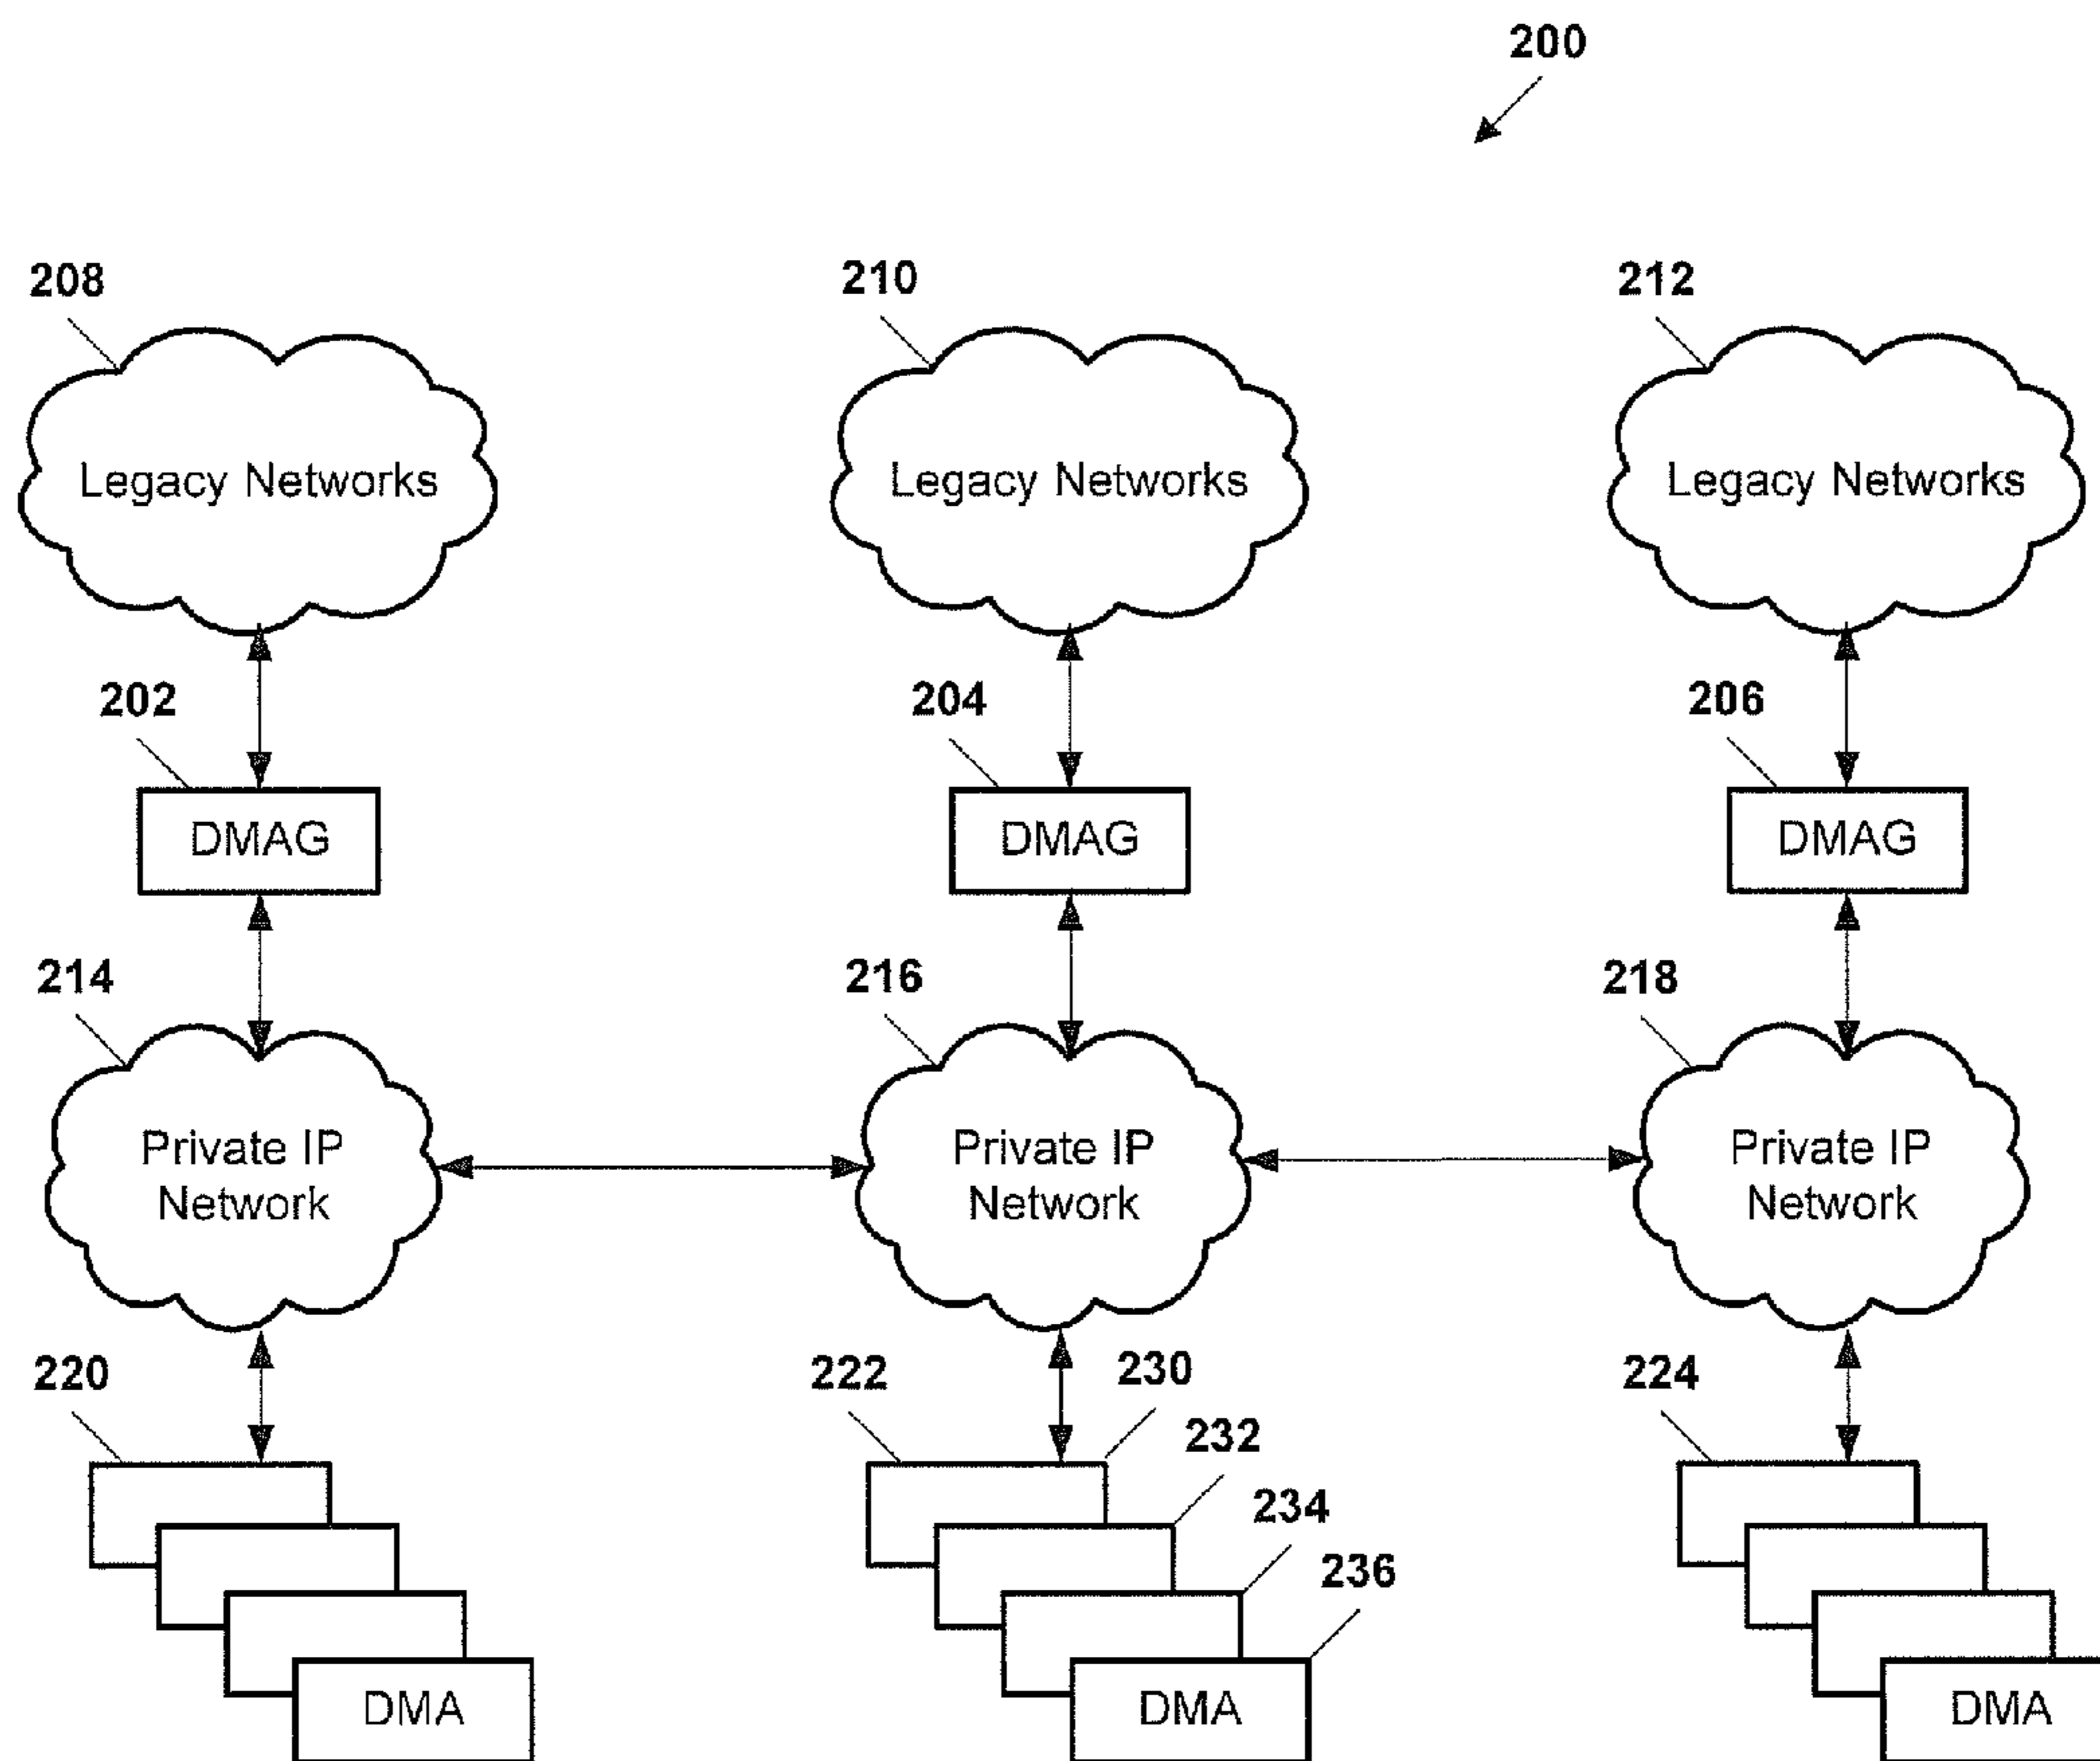 200
208
210
212
Legacy Networks
Legacy Networks
Legacy Networks
202
204
206
DMAG
DMAG
DMAG
214
216
218
Private IP
Network
Private IP
Network
Private IP
Network
220
222
230
224
232
234
236
DMA
DMA
DMA